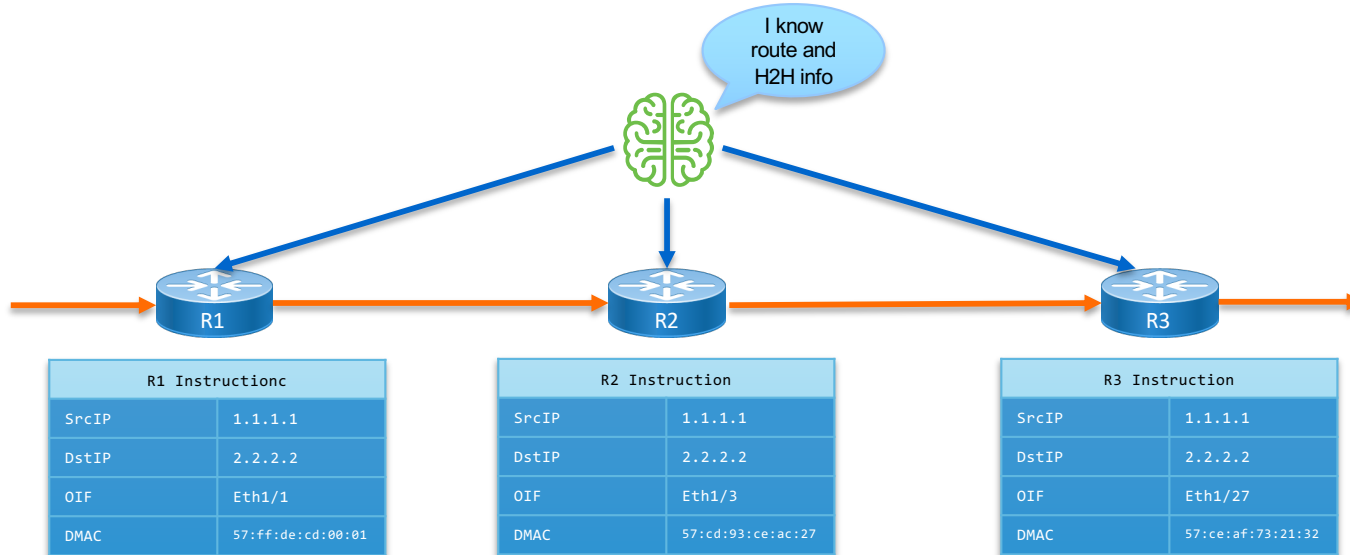 I know
route and
H2H info
R1
R2
R3
R1 Instructionc
SrcIP 1.1.1.1
DstIP 2.2.2.2
OIF Eth1/1
DMAC 57:ff:de:cd:00:01
R2 Instruction
SrcIP 1.1.1.1
DstIP 2.2.2.2
OIF Eth1/3
DMAC 57:cd:93:ce:ac:27
R3 Instruction
SrcIP 1.1.1.1
DstIP 2.2.2.2
OIF Eth1/27
DMAC 57:ce:af:73:21:32